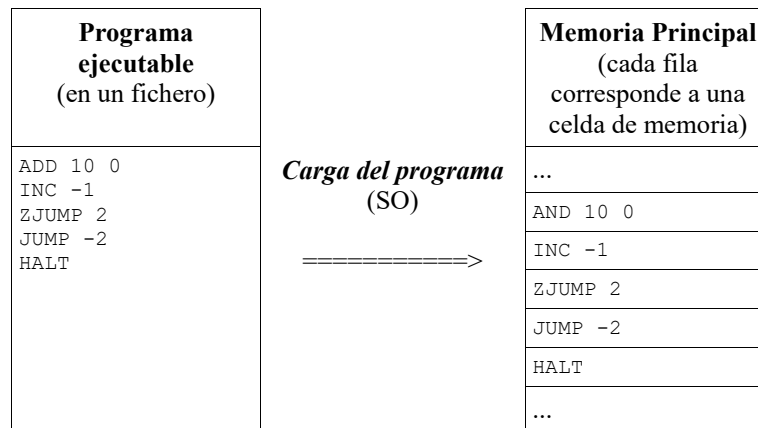 Programa
ejecutable
(en un fichero)
ADD 10 0
INC -1
ZJUMP 2
JUMP -2
HALT
Carga del programa
(SO)
===========>
Memoria Principal
(cada fila
corresponde a una
celda de memoria)
...
AND 10 0
INC -1
ZJUMP 2
JUMP -2
HALT
...